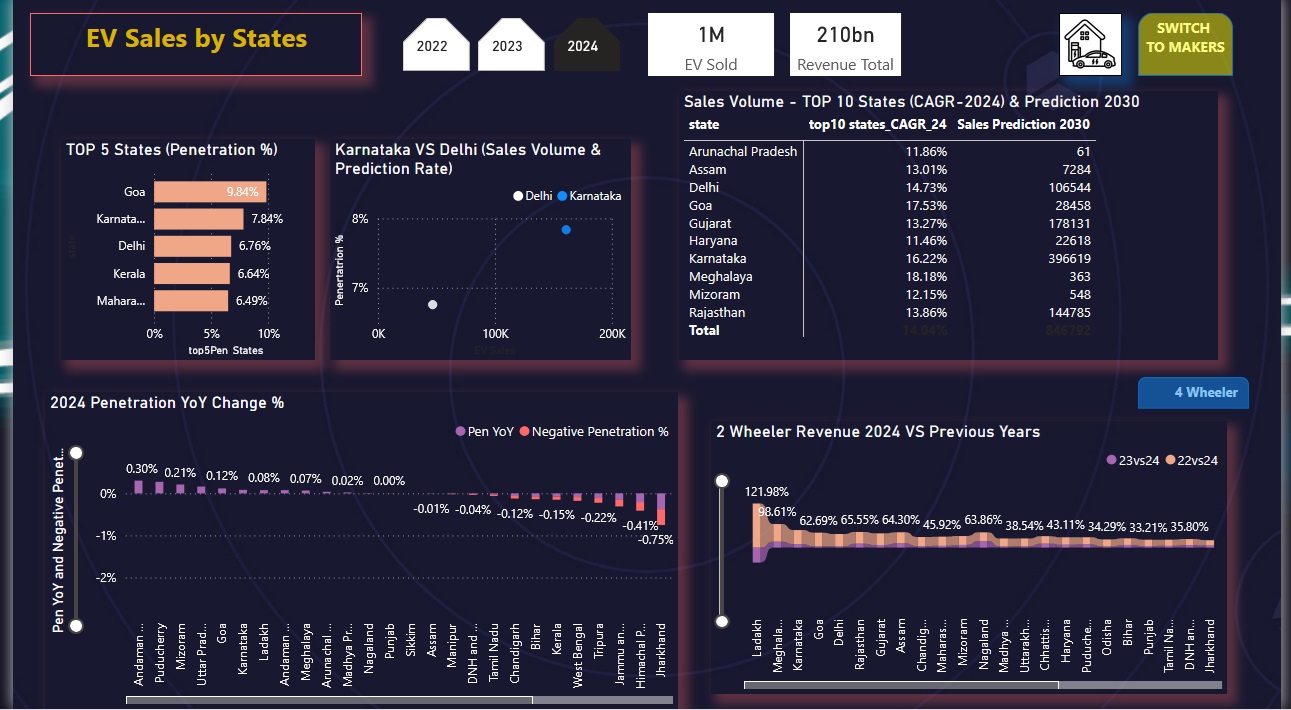 EV Sales by States
2022
2023
2024
1M
EV Sold
210bn
Revenue Total
SWITCH
TO MAKERS
TOP 5 States (Penetration %)
Goa
9.84%
Karnata...
7.84%
Delhi
6.76%
Kerala
6.64%
Mahara...
6.49%
0%
5%
10%
state
top5Pen States
Karnataka VS Delhi (Sales Volume &
Prediction Rate)
Delhi
Karnataka
8%
7%
Penertatrion %
0K
100K
200K
EV Sales
Sales Volume - TOP 10 States (CAGR-2024) & Prediction 2030
state top10 states_CAGR_24 Sales Prediction 2030
Arunachal Pradesh 11.86% 61
Assam 13.01% 7284
Delhi 14.73% 106544
Goa 17.53% 28458
Gujarat 13.27% 178131
Haryana 11.46% 22618
Karnataka 16.22% 396619
Meghalaya 18.18% 363
Mizoram 12.15% 548
Rajasthan 13.86% 144785
Total 14.04% 846792
2024 Penetration YoY Change %
Pen YoY
Negative Penetration %
Pen YoY and Negative Penet...
0%
-1%
-2%
0.30%
0.21%
0.12%
0.08%
0.07%
0.02%
0.00%
-0.01%
-0.04%
-0.12%
-0.15%
-0.22%
-0.41%
-0.75%
Andaman ...
Puducherry
Mizoram
Uttar Prad...
Goa
Karnataka
Ladakh
Andaman ...
Meghalaya
Arunachal ...
Madhya Pr...
Nagaland
Punjab
Sikkim
Assam
Manipur
DNH and ...
Tamil Nadu
Chandigarh
Bihar
Kerala
West Bengal
Tripura
Jammu an...
Himachal P...
Jharkhand
4 Wheeler
2 Wheeler Revenue 2024 VS Previous Years
23vs24
22vs24
121.98%
98.61%
62.69%
65.55%
64.30%
45.92%
63.86%
38.54%
43.11%
34.29%
33.21%
35.80%
Ladakh
Meghala...
Karnataka
Goa
Delhi
Rajasthan
Gujarat
Assam
Chandig...
Maharas...
Mizoram
Nagaland
Madhya ...
Uttarakh...
Chhattis...
Haryana
Puduche...
Odisha
Bihar
Punjab
Tamil Na...
DNH an...
Jharkhand